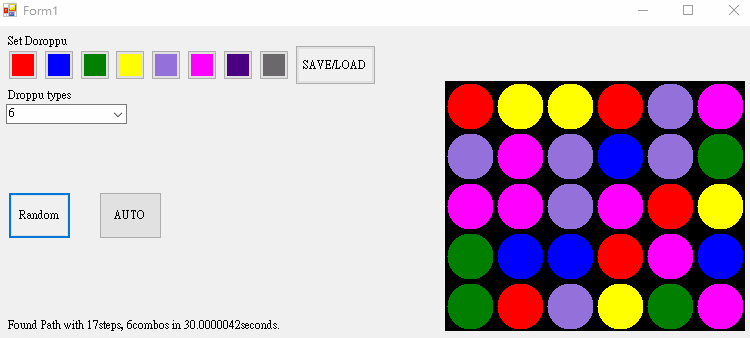 Form1
Set Doroppu
SAVE/LOAD
Droppu types
6
Random
AUTO
Found Path with 17steps, 6combos in 30.0000042seconds.